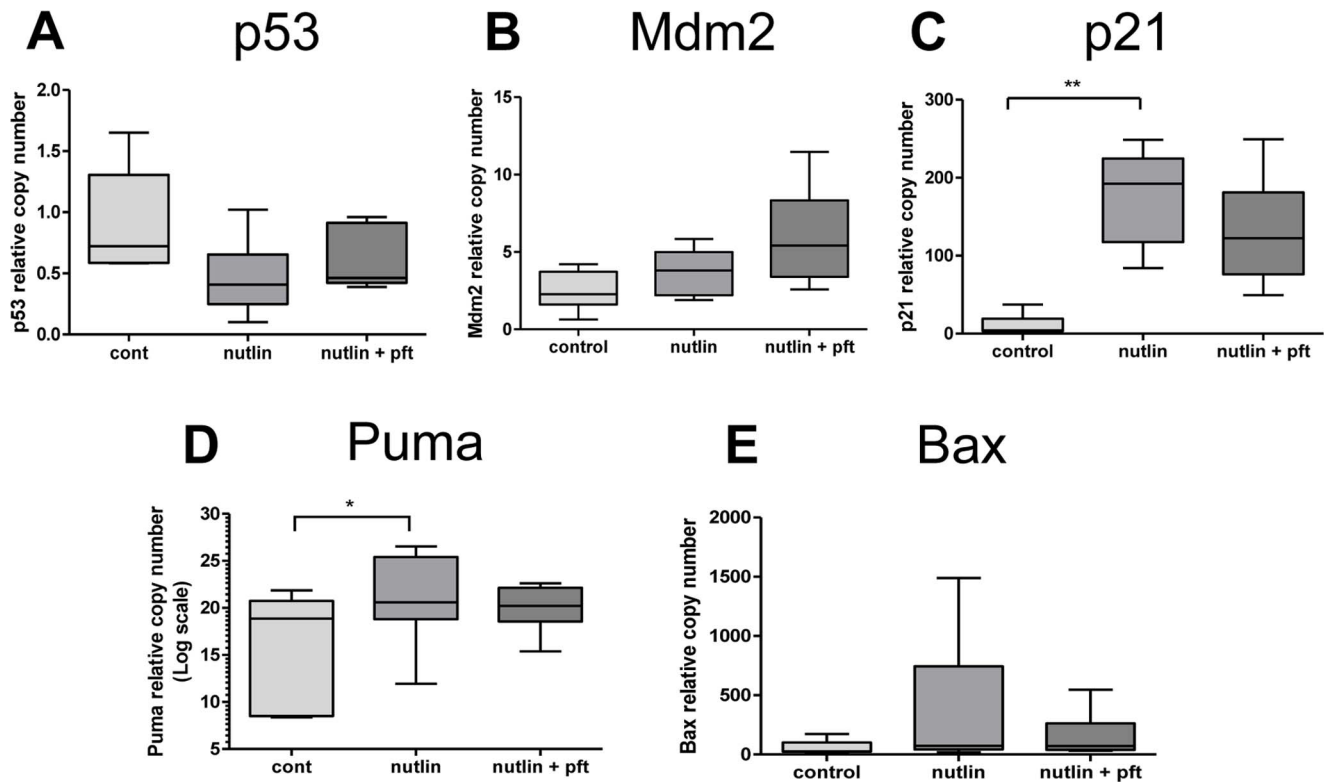 A p53
B Mdm2
C p21
p53 relative copy number
2.0
1.5
1.0
0.5
0.0
cont nutlin nutlin + pft
Mdm2 relative copy number
15
10
5
0
control nutlin nutlin + pft
p21 relative copy number
300
200
100
0
**
control nutlin nutlin + pft
D Puma
E Bax
Puma relative copy number
(Log scale)
30
25
20
15
10
5
*
cont nutlin nutlin + pft
Bax relative copy number
2000
1500
1000
500
0
control nutlin nutlin + pft